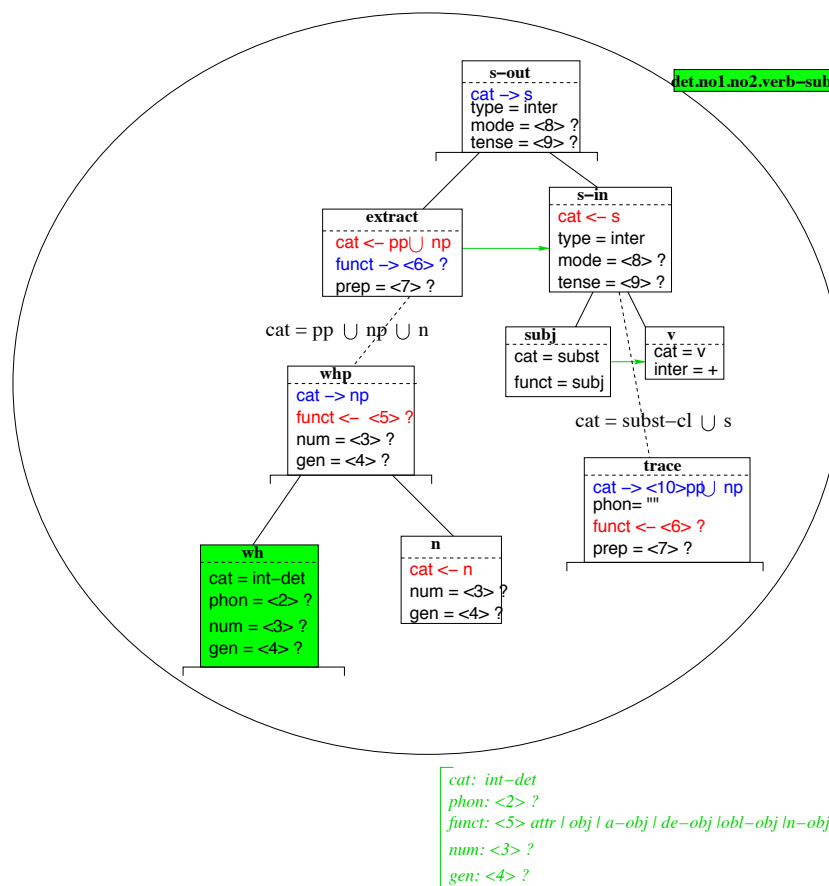 s−out
cat −> s
type = inter
mode = <8> ?
tense = <9> ?
det.no1.no2.verb−sub
extract
cat <− pp ∪ np
funct −> <6> ?
prep = <7> ?
s−in
cat <− s
type = inter
mode = <8> ?
tense = <9> ?
cat = pp ∪ np ∪ n
subj
cat = subst
funct = subj
v
cat = v
inter = +
whp
cat −> np
funct <− <5> ?
num = <3> ?
gen = <4> ?
cat = subst−cl ∪ s
trace
cat −> <10>pp ∪ np
phon= ""
funct <− <6> ?
prep = <7> ?
wh
cat = int−det
phon = <2> ?
num = <3> ?
gen = <4> ?
n
cat <− n
num = <3> ?
gen = <4> ?
cat: int−det
phon: <2> ?
funct: <5> attr | obj | a−obj | de−obj |obl−obj |n−obj
num: <3> ?
gen: <4> ?